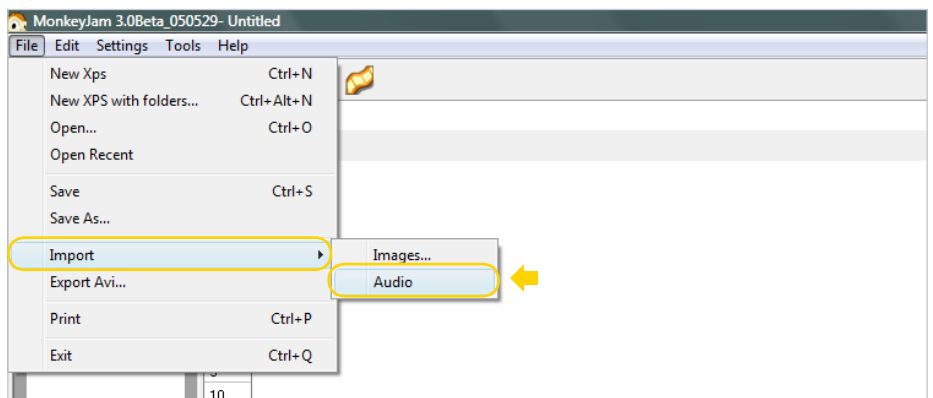 MonkeyJam 3.0Beta_050529- Untitled
File Edit Settings Tools Help
New Xps Ctrl+N
New XPS with folders... Ctrl+Alt+N
Open... Ctrl+O
Open Recent
Save Ctrl+S
Save As...
Import Images...
Export Avi... Audio
Print Ctrl+P
Exit Ctrl+Q
10